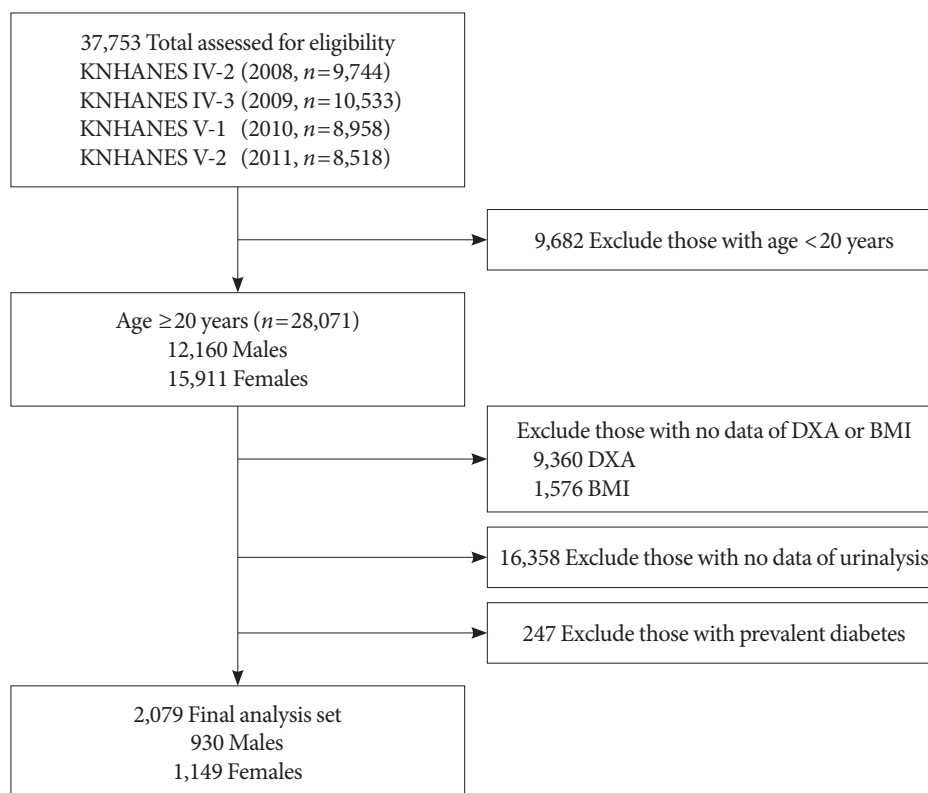 37,753 Total assessed for eligibility
KNHANES IV-2 (2008, n=9,744)
KNHANES IV-3 (2009, n=10,533)
KNHANES V-1 (2010, n=8,958)
KNHANES V-2 (2011, n=8,518)
9,682 Exclude those with age <20 years
Age ≥20 years (n=28,071)
12,160 Males
15,911 Females
Exclude those with no data of DXA or BMI
9,360 DXA
1,576 BMI
16,358 Exclude those with no data of urinalysis
247 Exclude those with prevalent diabetes
2,079 Final analysis set
930 Males
1,149 Females